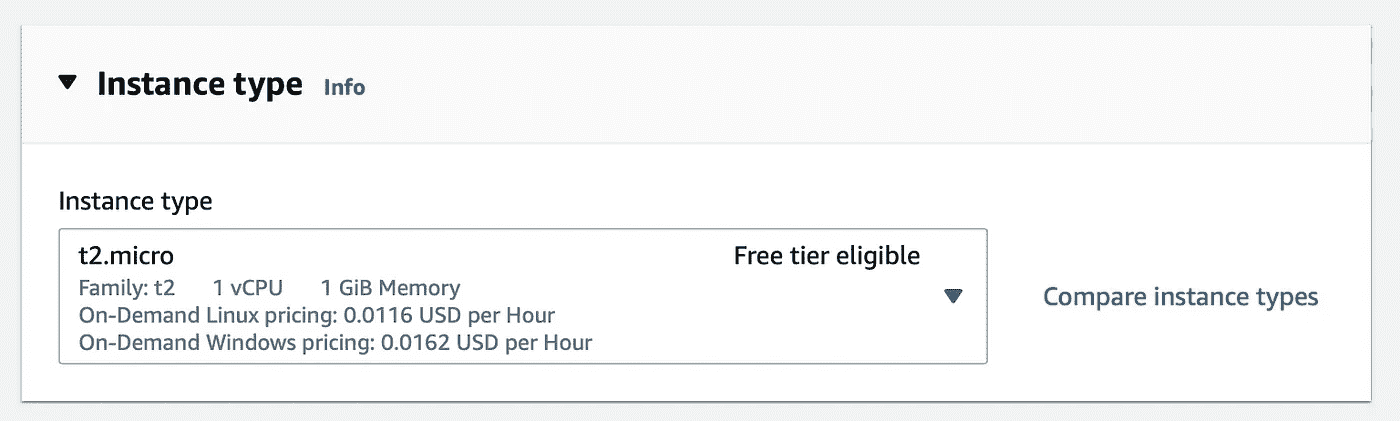 Instance type Info
Instance type
t2.micro Free tier eligible
Family: t2 1 vCPU 1 GiB Memory
On-Demand Linux pricing: 0.0116 USD per Hour
On-Demand Windows pricing: 0.0162 USD per Hour
Compare instance types